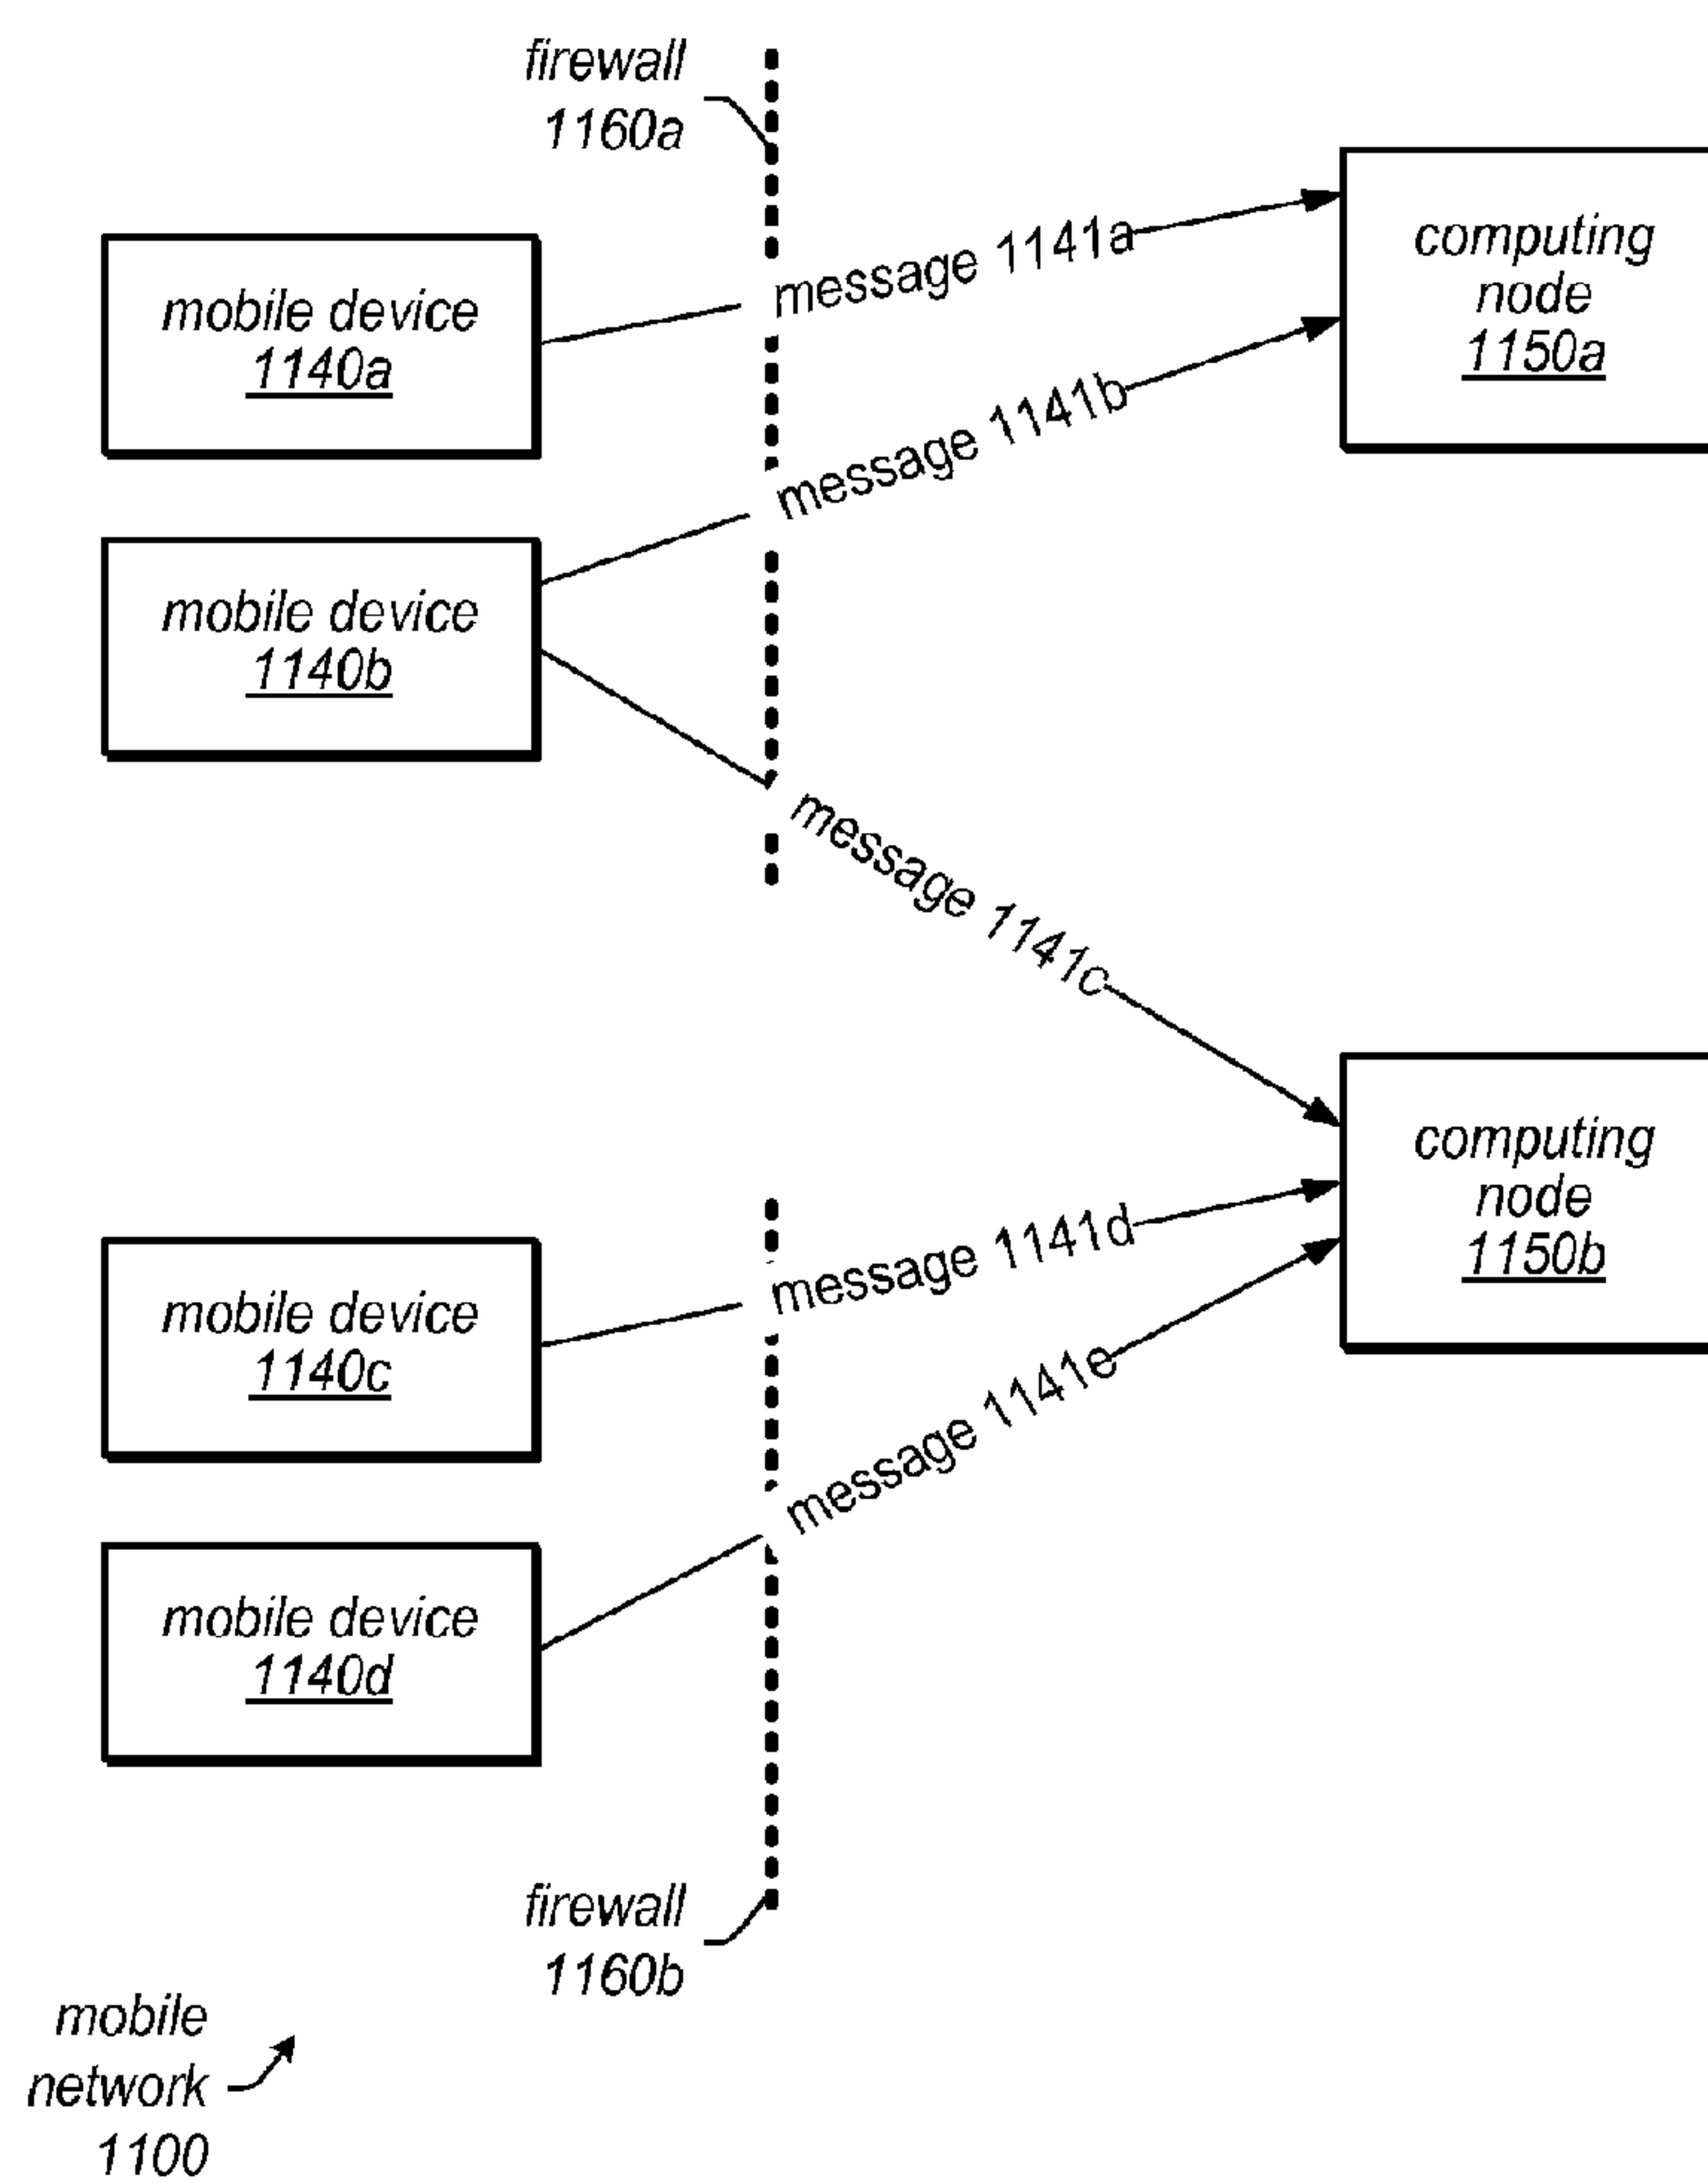 firewall
1160a
mobile device
1140a
message 1141a
computing
node
1150a
message 1141b
mobile device
1140b
message 1141c
computing
node
1150b
mobile device
1140c
message 1141d
message 1141e
mobile device
1140d
firewall
1160b
mobile
network
1100